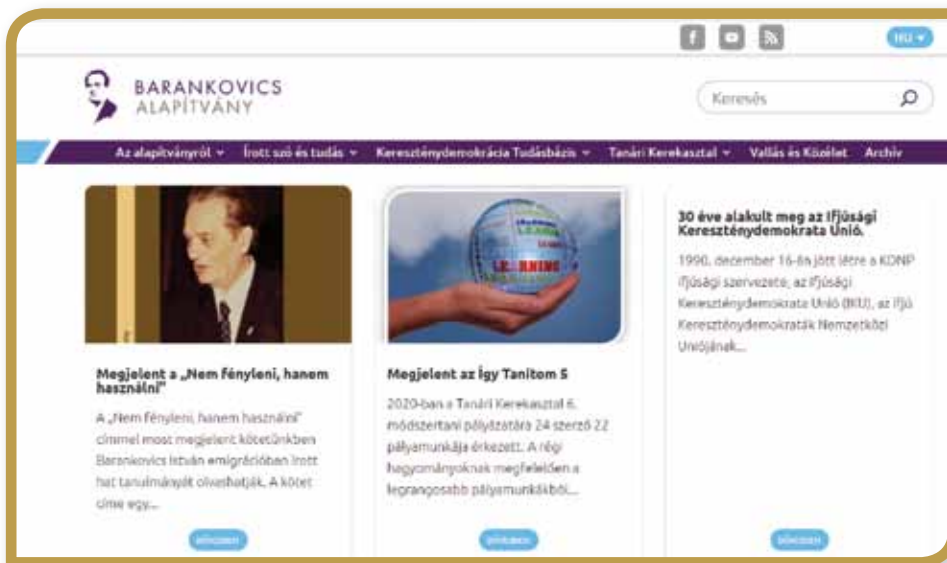 HU
BARANKOVICS
ALAPÍTVÁNY
Keresés
Az alapítványról
Írott szó és tudás
Kereszténydemokrácia Tudásbázis
Tanári Kerekasztal
Vallás és Közélet
Archív
LEARNING
Megjelent a „Nem fényleni, hanem
használni”
A „Nem fényleni, hanem használni”
címmel most megjelent kötetünkben
Barankovics István emigrációban írott
hat tanulmányát olvashatják. A kötet
címe egy...
BŐVEBBEN
Megjelent az Így Tanítom 5
2020-ban a Tanári Kerekasztal 6.
módszertani pályázatára 24 szerző 22
pályamunkája érkezett. A régi
hagyományoknak megfelelően a
legrangosabb pályamunkákból...
BŐVEBBEN
30 éve alakult meg az Ifjúsági
Kereszténydemokrata Unió.
1990. december 16-án jött létre a KDNP
ifjúsági szervezete, az Ifjúsági
Kereszténydemokrata Unió (IKU), az Ifjú
Kereszténydemokraták Nemzetközi
Uniójának...
BŐVEBBEN